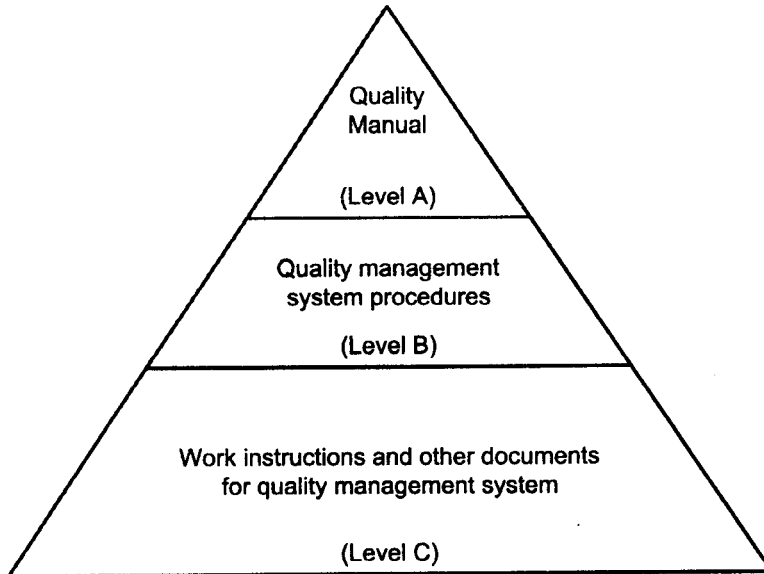 Quality
Manual
(Level A)
Quality management
system procedures
(Level B)
Work instructions and other documents
for quality management system
(Level C)